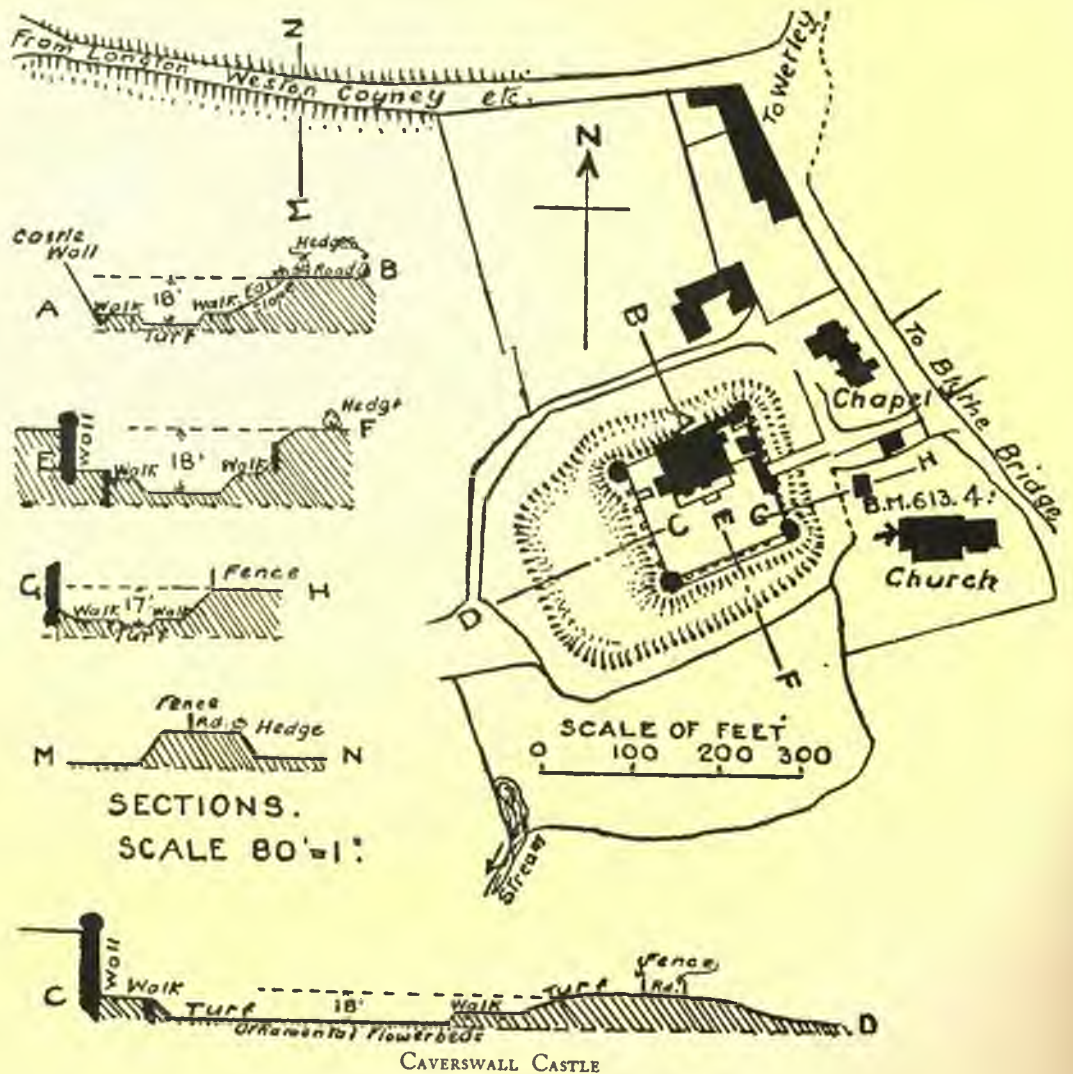 From Longton Weston Coyney etc.
N
M
To Werley
N
Castle Wall
Hedges
Road
B
A
Walk
18'
Walk
Turf
B
To Blythe Bridge
Chapel
Hedge
Wall
F
E
Walk
18'
Walk
C
E
G
H
B.M. 613.4.
Church
Fence
G
Walk
17'
Walk
H
Turf
D
F
Fence
Rd.
Hedge
M
N
SCALE OF FEET
0 100 200 300
SECTIONS.
SCALE 80'=1".
Stream
Wall
Fence
Rd.
C
Walk
Turf
18'
Walk
Turf
D
Ornamental Flowerbeds
CAVERSWALL CASTLE